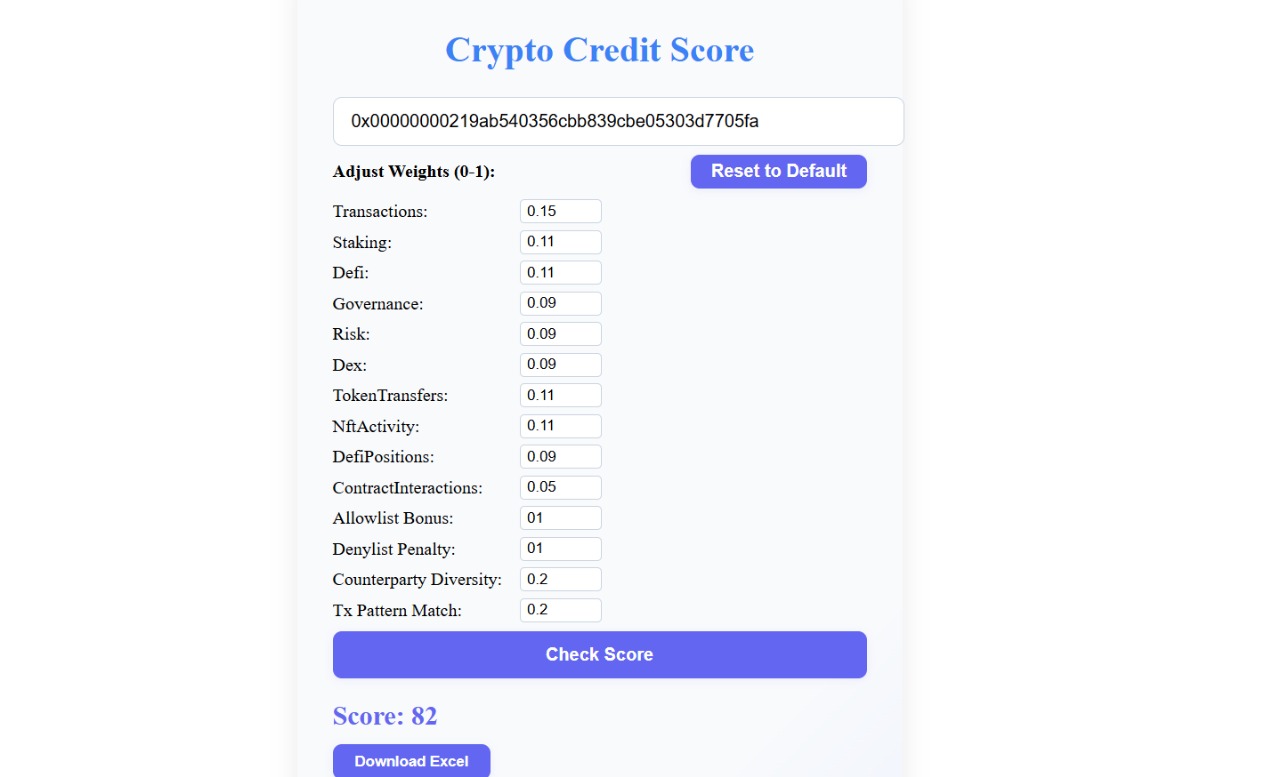 Crypto Credit Score
0x00000000219ab540356cbb839cbe05303d7705fa
Adjust Weights (0-1): Reset to Default
Transactions: 0.15
Staking: 0.11
Defi: 0.11
Governance: 0.09
Risk: 0.09
Dex: 0.09
TokenTransfers: 0.11
NftActivity: 0.11
DefiPositions: 0.09
ContractInteractions: 0.05
Allowlist Bonus: 01
Denylist Penalty: 01
Counterparty Diversity: 0.2
Tx Pattern Match: 0.2
Check Score
Score: 82
Download Excel